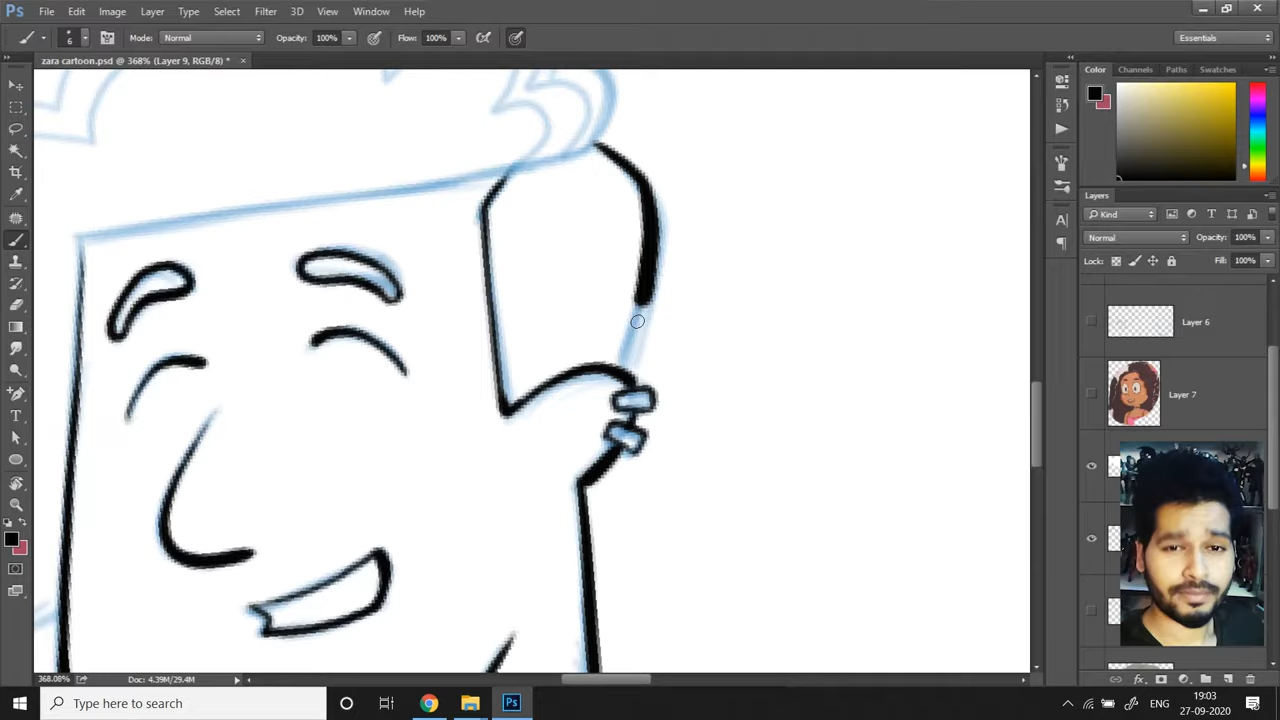 Ps File Edit Image Layer Type Select Filter 3D View Window Help
6 Mode: Normal Opacity: 100% Flow: 100% Essentials
zara cartoon.psd @ 368% (Layer 9, RGB/8) * ×
Color Channels Paths Swatches
Layers
Kind
Normal Opacity: 100%
Lock: Fill: 100%
Layer 6
Layer 7
368.08% Doc: 4.39M/29.4M
Type here to search
Ps
ENG
19:03
27-09-2020